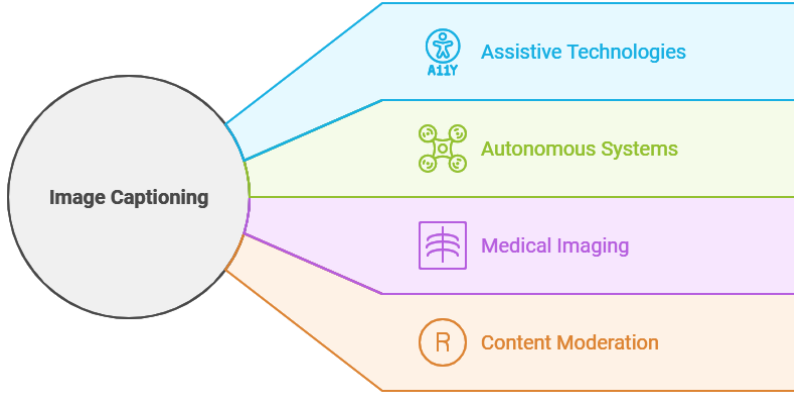 A11Y
Assistive Technologies
Autonomous Systems
Image Captioning
Medical Imaging
R
Content Moderation